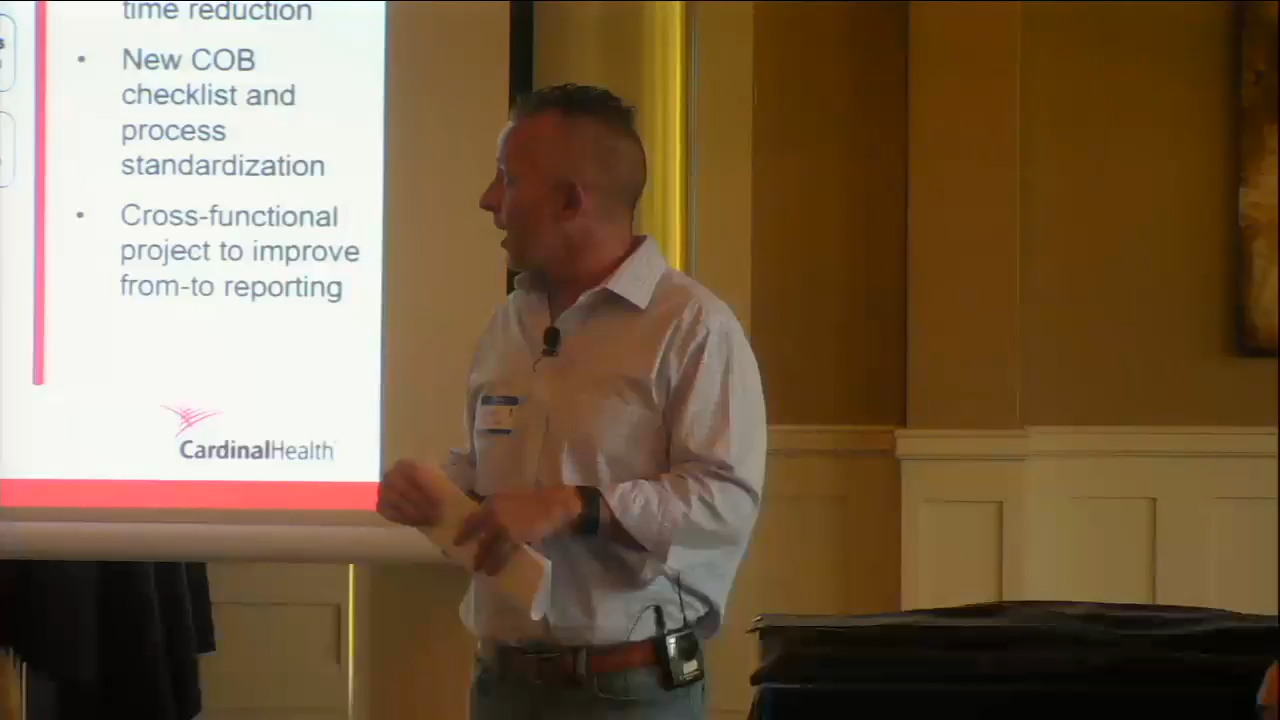 time reduction
• New COB
checklist and
process
standardization
• Cross-functional
project to improve
from-to reporting
CardinalHealth